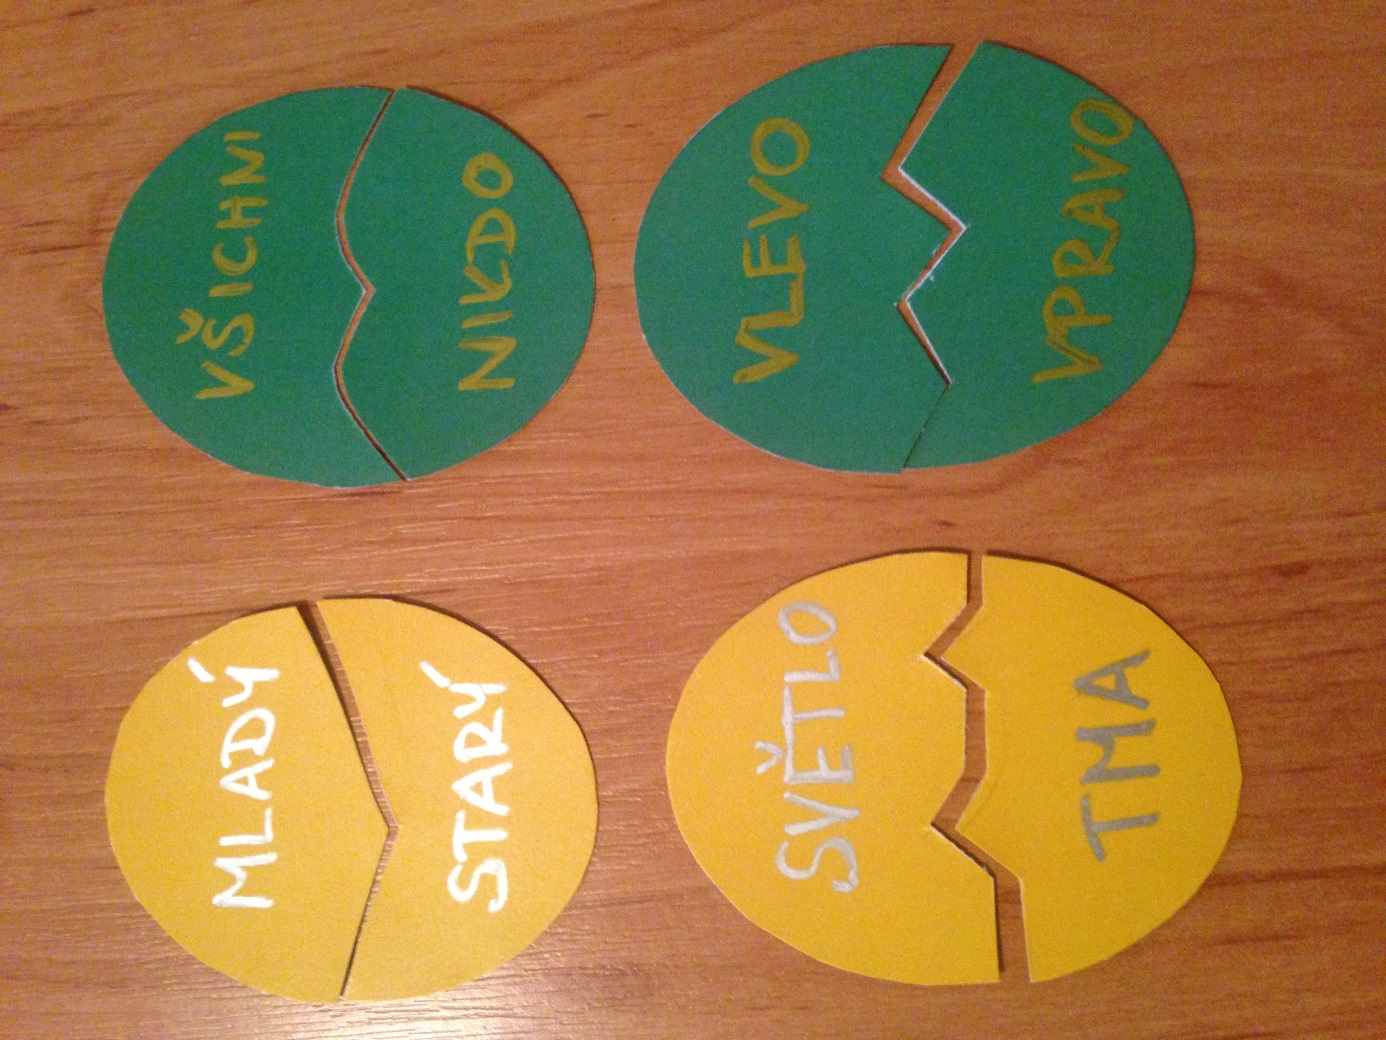 VŠICHNI
NIKDO
VLEVO
VPRAVO
MLADÝ
STARÝ
SVĚTLO
TMA